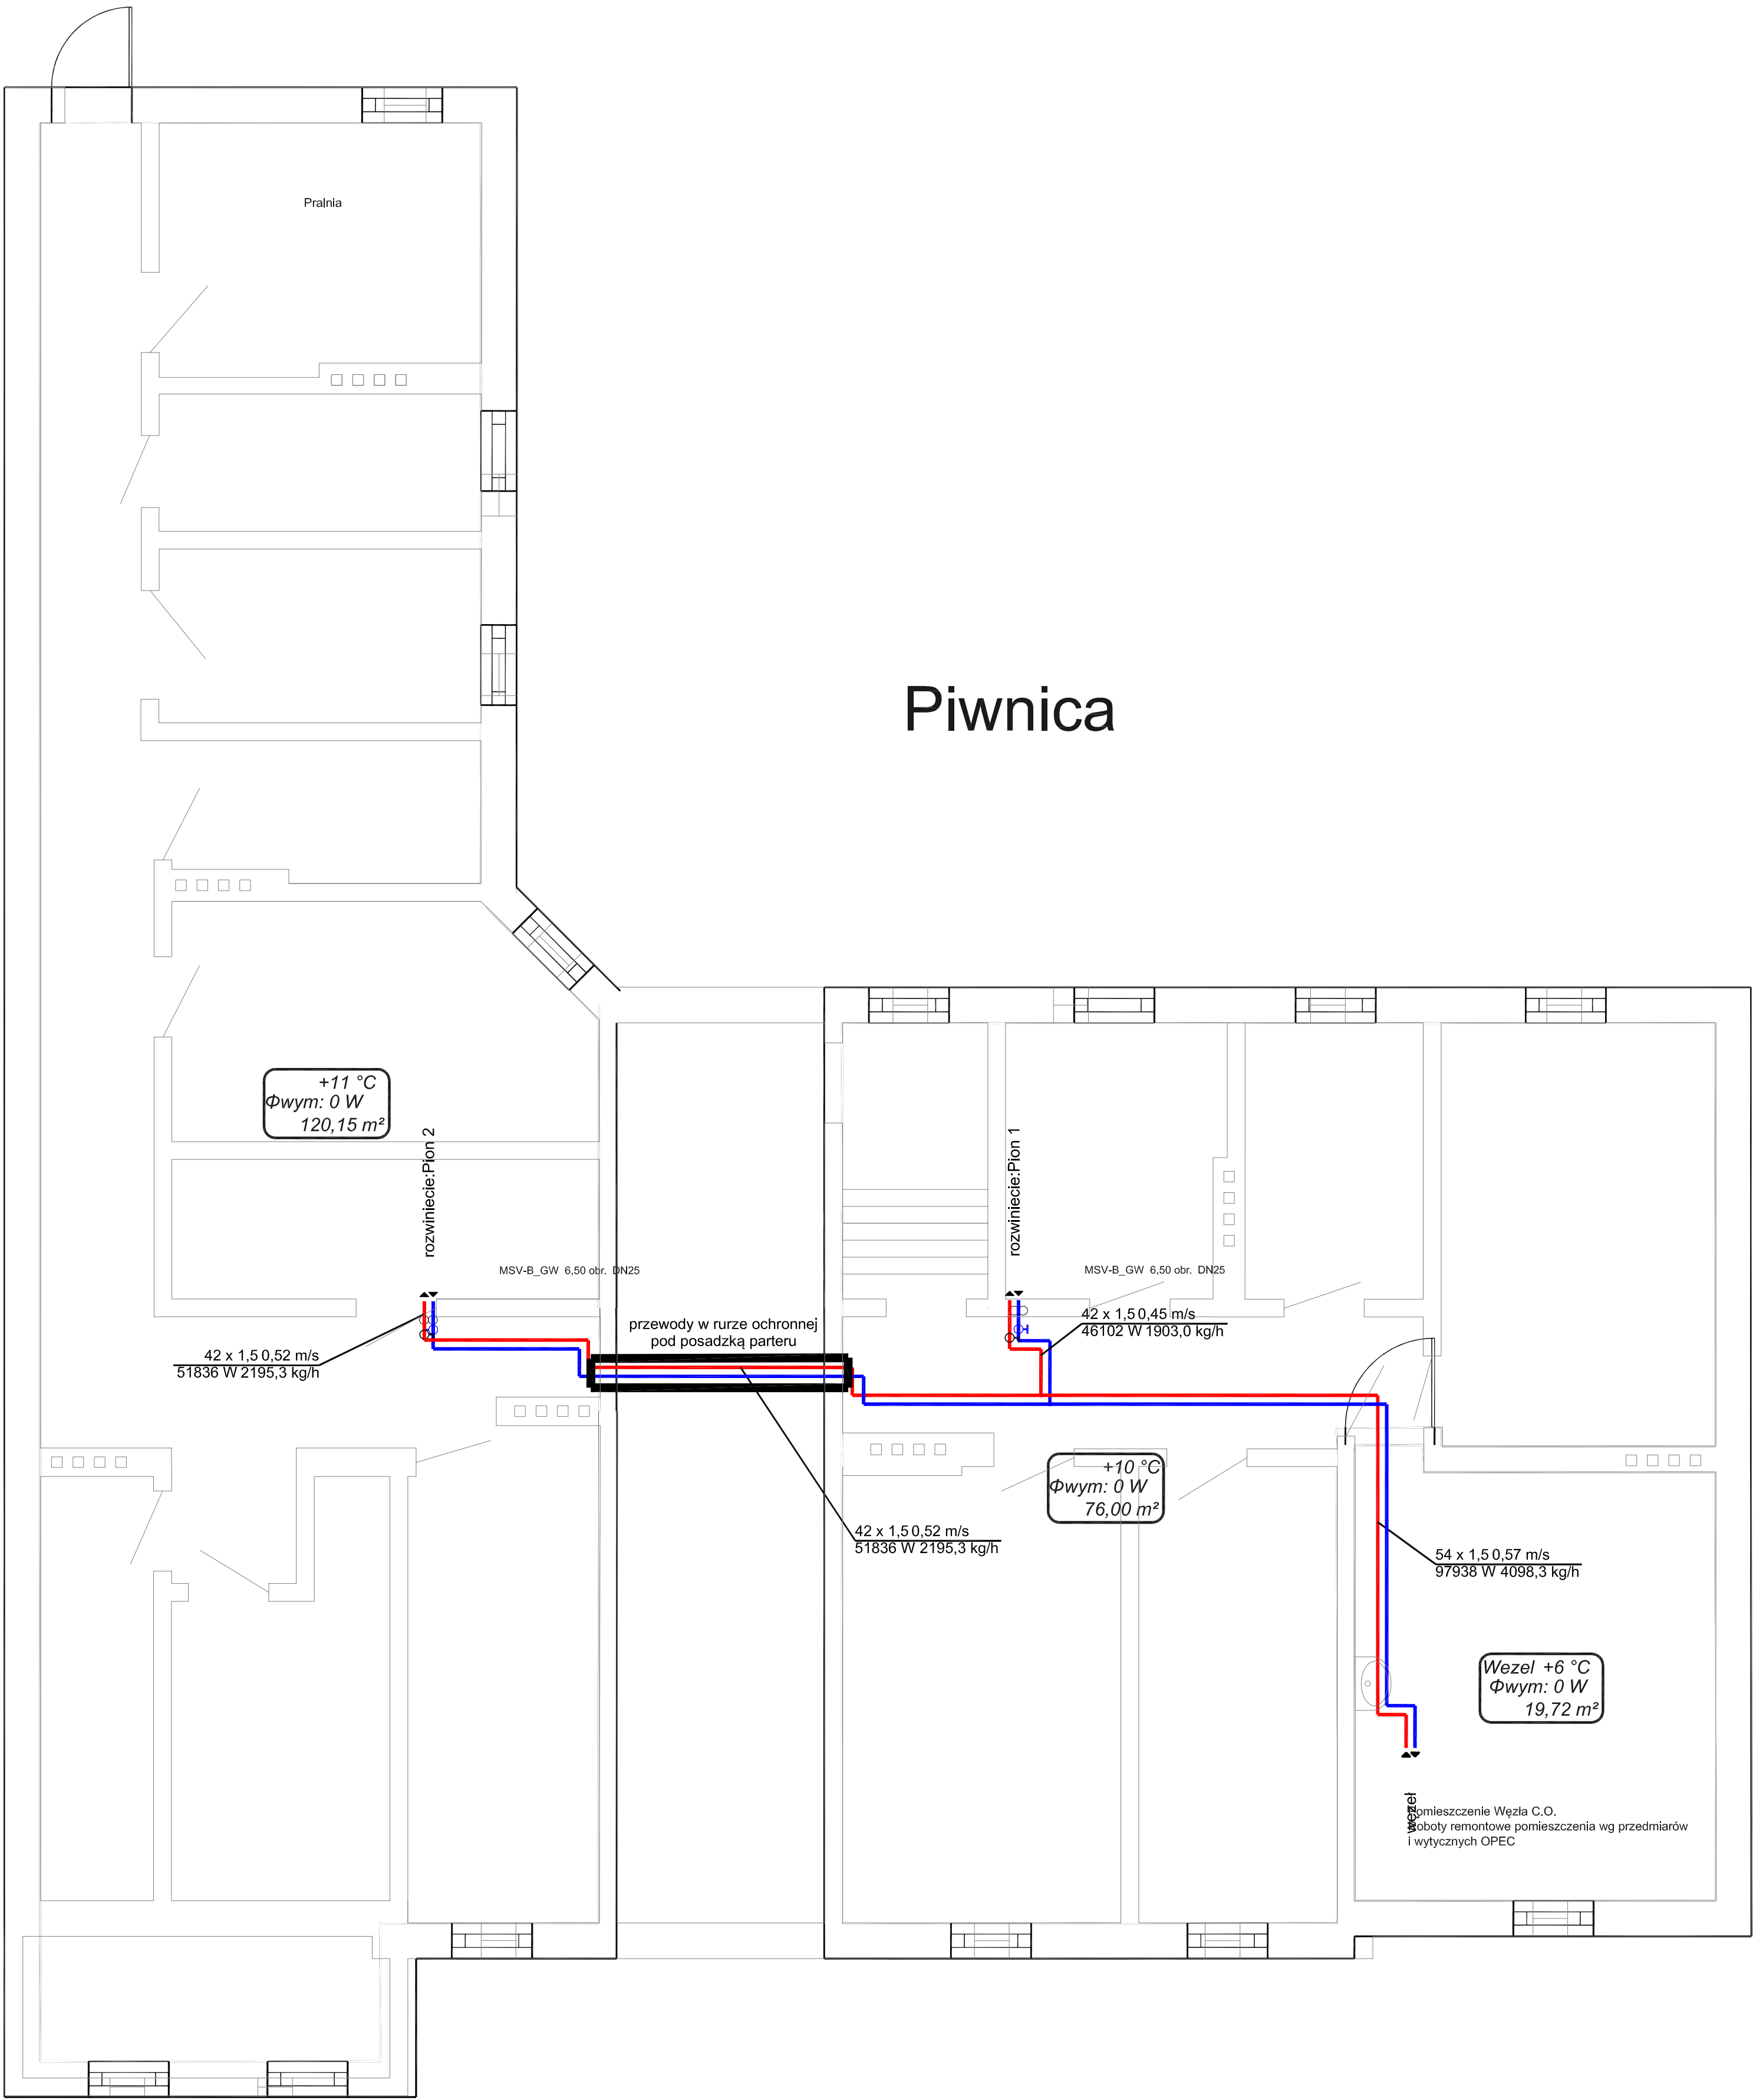 Pralnia
Piwnica
+11 °C
Φwym: 0 W
120,15 m²
rozwiniecie:Pion 2
rozwiniecie:Pion 1
MSV-B_GW 6,50 obr. DN25
MSV-B_GW 6,50 obr. DN25
przewody w rurze ochronnej
pod posadzką parteru
42 x 1,5 0,45 m/s
46102 W 1903,0 kg/h
42 x 1,5 0,52 m/s
51836 W 2195,3 kg/h
+10 °C
Φwym: 0 W
76,00 m²
42 x 1,5 0,52 m/s
51836 W 2195,3 kg/h
54 x 1,5 0,57 m/s
97938 W 4098,3 kg/h
Wezel +6 °C
Φwym: 0 W
19,72 m²
węzeł
Pomieszczenie Węzła C.O.
Roboty remontowe pomieszczenia wg przedmiarów
i wytycznych OPEC